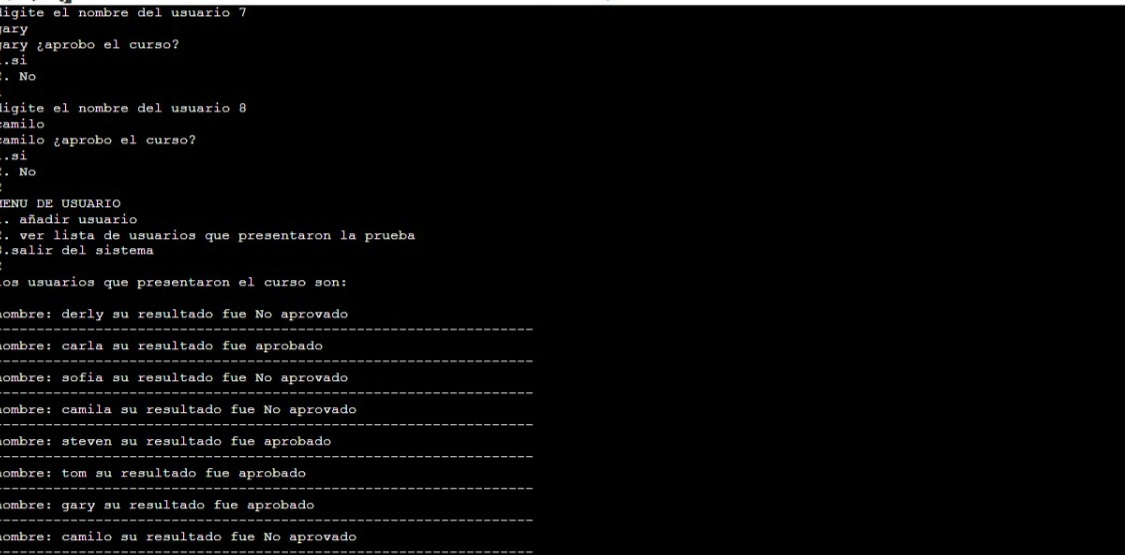 digite el nombre del usuario 7
gary
gary ¿aprobo el curso?
1.si
2. No
digite el nombre del usuario 8
camilo
camilo ¿aprobo el curso?
1.si
2. No
2
MENU DE USUARIO
1. añadir usuario
2. ver lista de usuarios que presentaron la prueba
3.salir del sistema
2
los usuarios que presentaron el curso son:
nombre: derly su resultado fue No aprovado
----------------------------------------------------------------
nombre: carla su resultado fue aprobado
----------------------------------------------------------------
nombre: sofia su resultado fue No aprovado
----------------------------------------------------------------
nombre: camila su resultado fue No aprovado
----------------------------------------------------------------
nombre: steven su resultado fue aprobado
----------------------------------------------------------------
nombre: tom su resultado fue aprobado
----------------------------------------------------------------
nombre: gary su resultado fue aprobado
----------------------------------------------------------------
nombre: camilo su resultado fue No aprovado
----------------------------------------------------------------